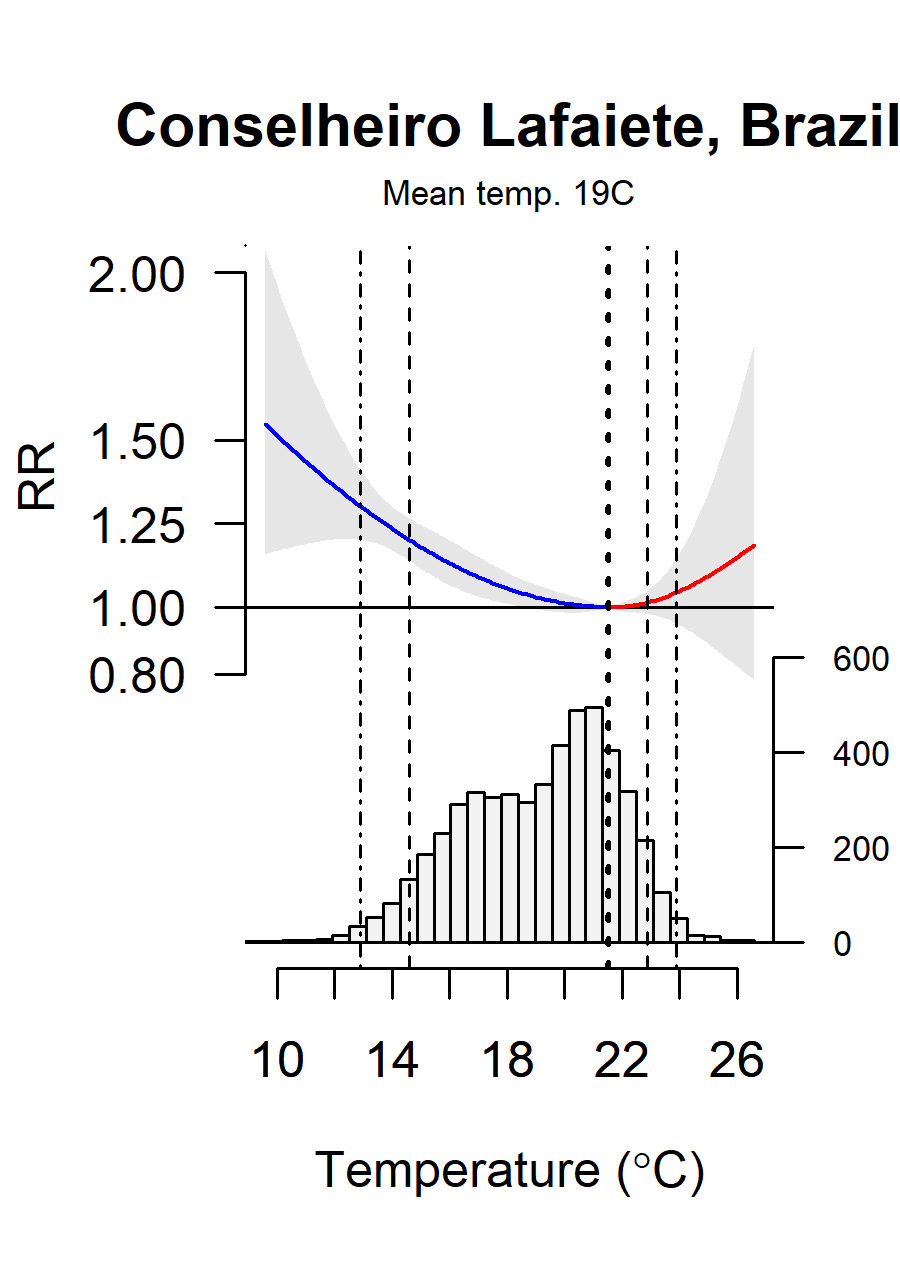 Conselheiro Lafaiete, Brazil
Mean temp. 19C
RR
2.00
1.50
1.25
1.00
0.80
600
400
200
0
10 14 18 22 26
Temperature (°C)